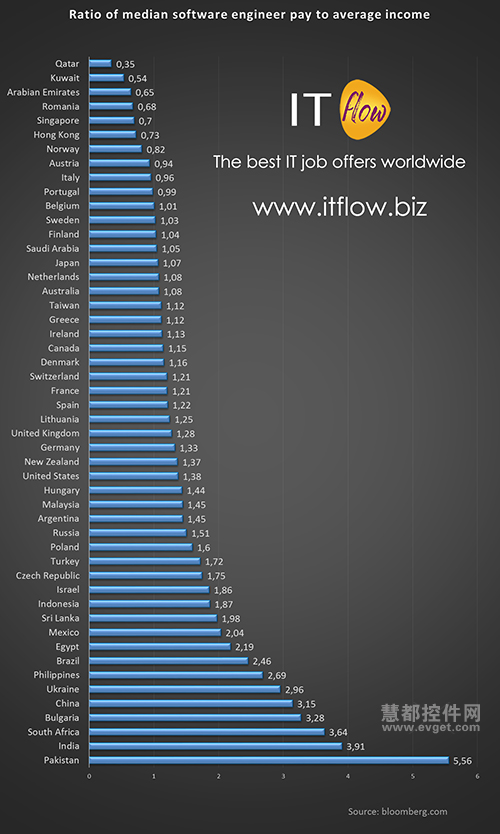 Ratio of median software engineer pay to average income
IT flow
The best IT job offers worldwide
www.itflow.biz
Qatar 0,35
Kuwait 0,54
Arabian Emirates 0,65
Romania 0,68
Singapore 0,7
Hong Kong 0,73
Norway 0,82
Austria 0,94
Italy 0,96
Portugal 0,99
Belgium 1,01
Sweden 1,03
Finland 1,04
Saudi Arabia 1,05
Japan 1,07
Netherlands 1,08
Australia 1,08
Taiwan 1,12
Greece 1,12
Ireland 1,13
Canada 1,15
Denmark 1,16
Switzerland 1,21
France 1,21
Spain 1,22
Lithuania 1,25
United Kingdom 1,28
Germany 1,33
New Zealand 1,37
United States 1,38
Hungary 1,44
Malaysia 1,45
Argentina 1,45
Russia 1,51
Poland 1,6
Turkey 1,72
Czech Republic 1,75
Israel 1,86
Indonesia 1,87
Sri Lanka 1,98
Mexico 2,04
Egypt 2,19
Brazil 2,46
Philippines 2,69
Ukraine 2,96
China 3,15
Bulgaria 3,28
South Africa 3,64
India 3,91
Pakistan 5,56
慧都控件网
www.evget.com
0 1 2 3 4 5 6
Source: bloomberg.com